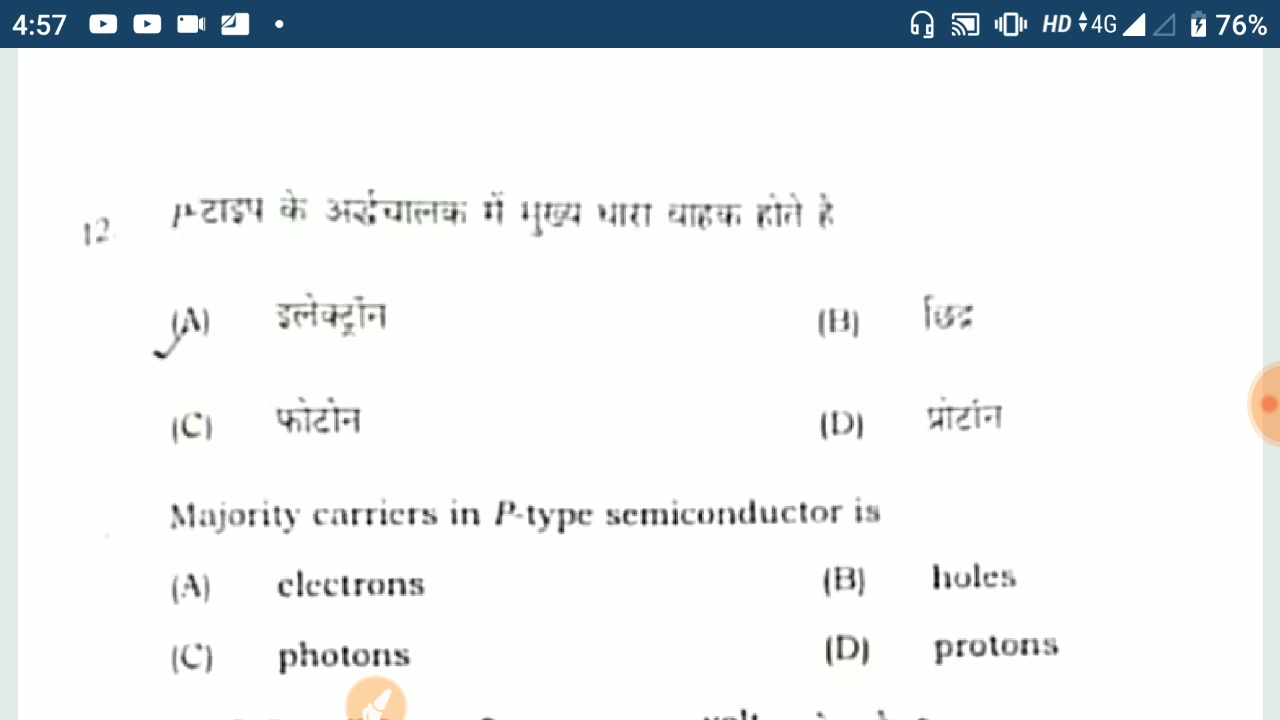 4:57 HD 4G 76%
12. P-टाइप के अर्द्धचालक में मुख्य धारा वाहक होते है
(A) इलेक्ट्रॉन (B) छिद्र
(C) फोटोन (D) प्रोटॉन
Majority carriers in P-type semiconductor is
(A) electrons (B) holes
(C) photons (D) protons
volt